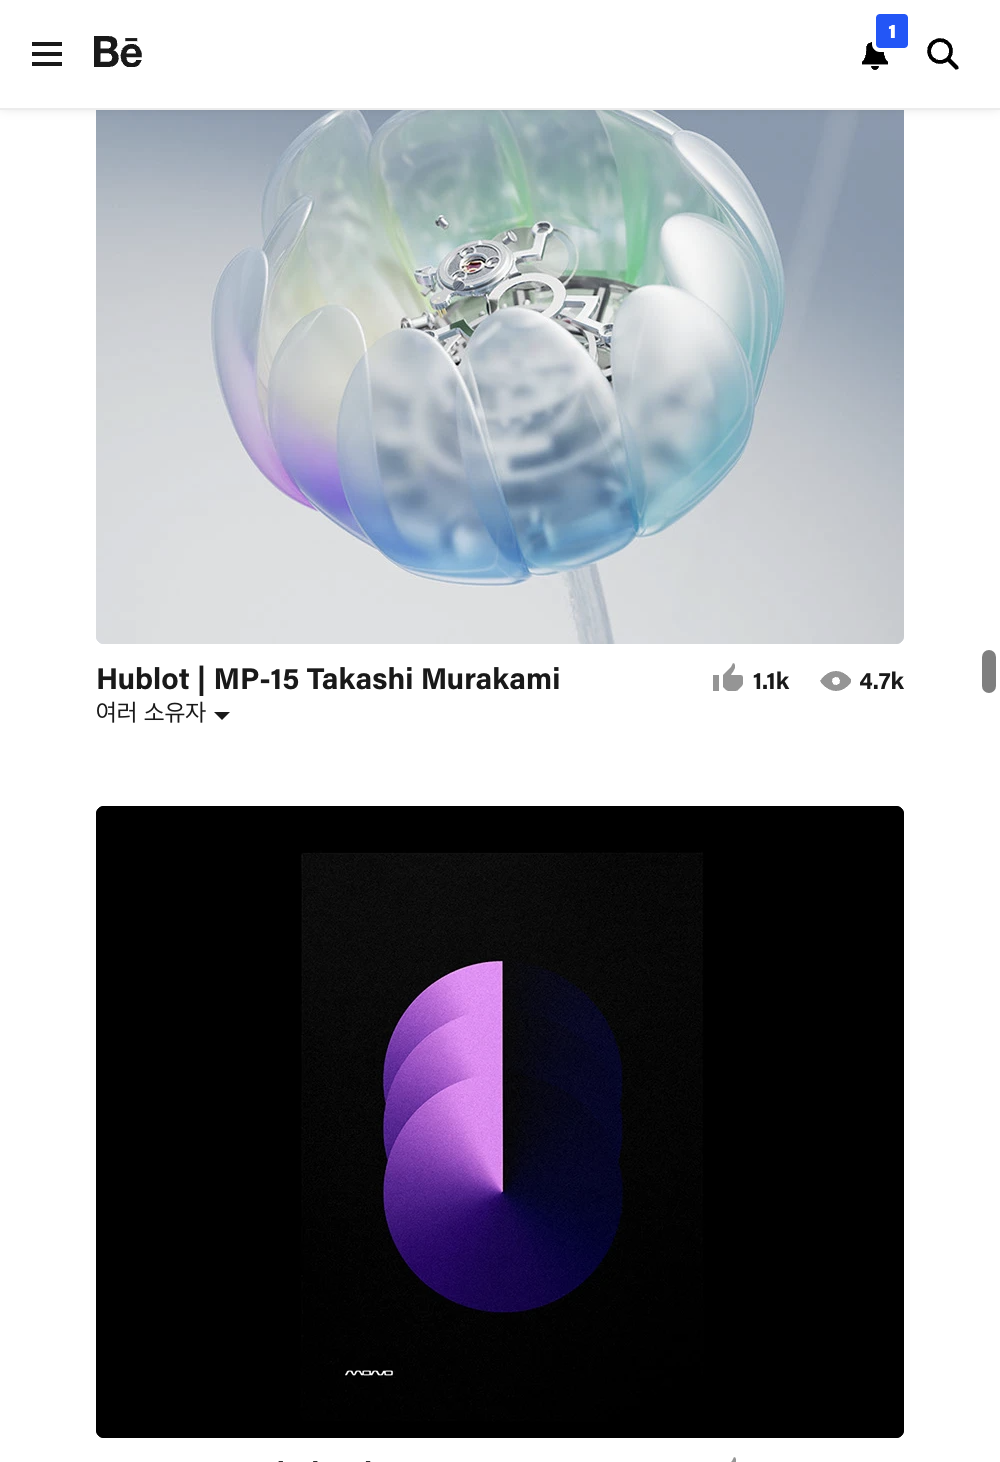 Bē
1
Hublot | MP-15 Takashi Murakami
1.1k
4.7k
여러 소유자